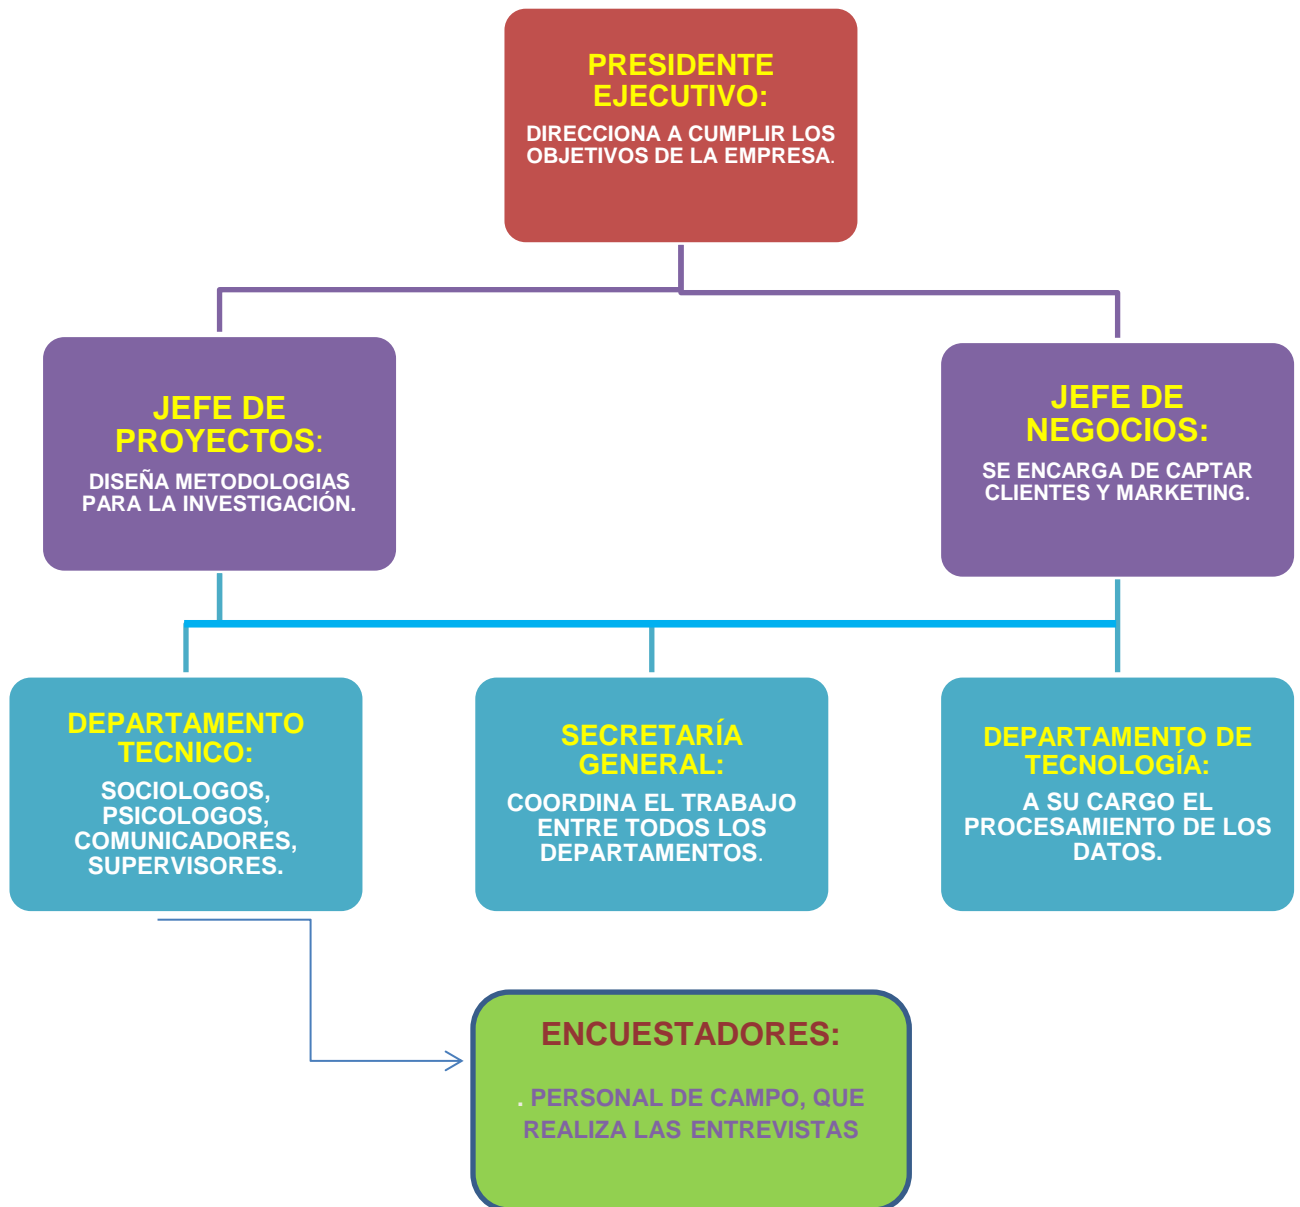 PRESIDENTE
EJECUTIVO:
DIRECCIONA A CUMPLIR LOS
OBJETIVOS DE LA EMPRESA.
JEFE DE
PROYECTOS:
DISEÑA METODOLOGIAS
PARA LA INVESTIGACIÓN.
JEFE DE
NEGOCIOS:
SE ENCARGA DE CAPTAR
CLIENTES Y MARKETING.
DEPARTAMENTO
TECNICO:
SOCIOLOGOS,
PSICOLOGOS,
COMUNICADORES,
SUPERVISORES.
SECRETARÍA
GENERAL:
COORDINA EL TRABAJO
ENTRE TODOS LOS
DEPARTAMENTOS.
DEPARTAMENTO DE
TECNOLOGÍA:
A SU CARGO EL
PROCESAMIENTO DE LOS
DATOS.
ENCUESTADORES:
. PERSONAL DE CAMPO, QUE
REALIZA LAS ENTREVISTAS